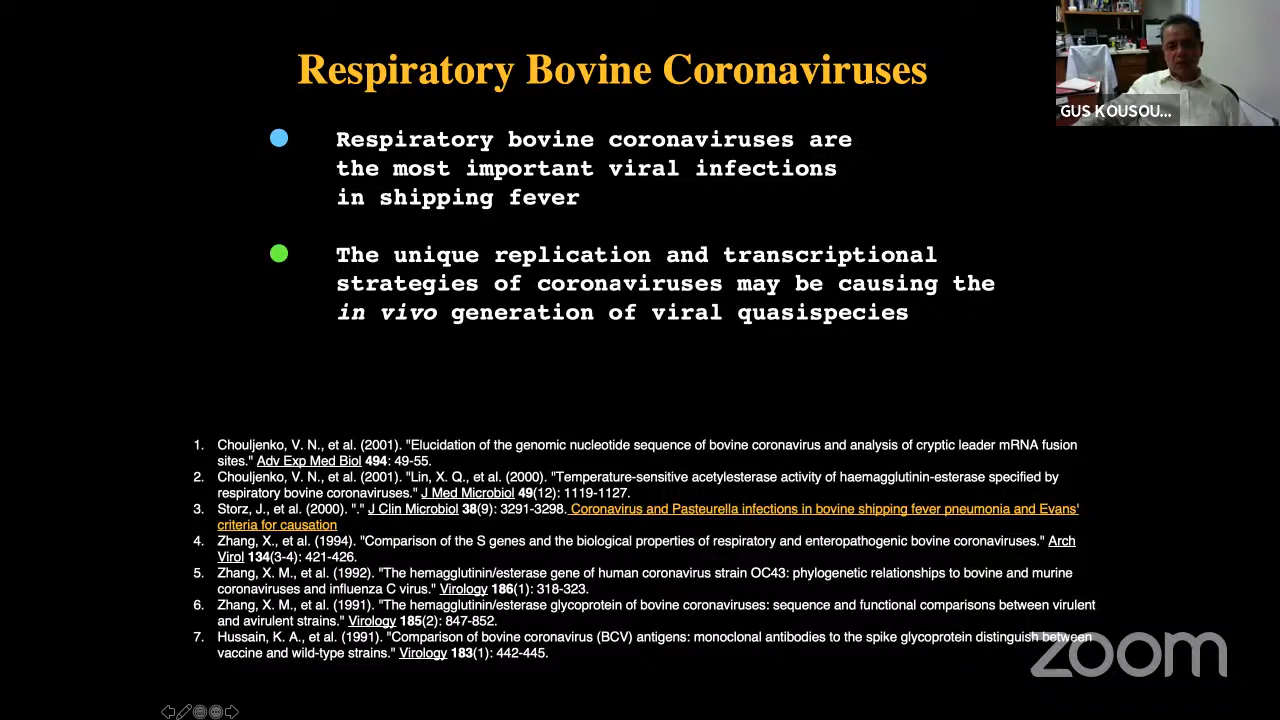 Respiratory Bovine Coronaviruses
GUS KOUSOU...
Respiratory bovine coronaviruses are
the most important viral infections
in shipping fever
The unique replication and transcriptional
strategies of coronaviruses may be causing the
in vivo generation of viral quasispecies
1. Chouljenko, V. N., et al. (2001). "Elucidation of the genomic nucleotide sequence of bovine coronavirus and analysis of cryptic leader mRNA fusion
sites." Adv Exp Med Biol 494: 49-55.
2. Chouljenko, V. N., et al. (2001). "Lin, X. Q., et al. (2000). "Temperature-sensitive acetylesterase activity of haemagglutinin-esterase specified by
respiratory bovine coronaviruses." J Med Microbiol 49(12): 1119-1127.
3. Storz, J., et al. (2000). "." J Clin Microbiol 38(9): 3291-3298. Coronavirus and Pasteurella infections in bovine shipping fever pneumonia and Evans'
criteria for causation
4. Zhang, X., et al. (1994). "Comparison of the S genes and the biological properties of respiratory and enteropathogenic bovine coronaviruses." Arch
Virol 134(3-4): 421-426.
5. Zhang, X. M., et al. (1992). "The hemagglutinin/esterase gene of human coronavirus strain OC43: phylogenetic relationships to bovine and murine
coronaviruses and influenza C virus." Virology 186(1): 318-323.
6. Zhang, X. M., et al. (1991). "The hemagglutinin/esterase glycoprotein of bovine coronaviruses: sequence and functional comparisons between virulent
and avirulent strains." Virology 185(2): 847-852.
7. Hussain, K. A., et al. (1991). "Comparison of bovine coronavirus (BCV) antigens: monoclonal antibodies to the spike glycoprotein distinguish between
vaccine and wild-type strains." Virology 183(1): 442-445.
zoom